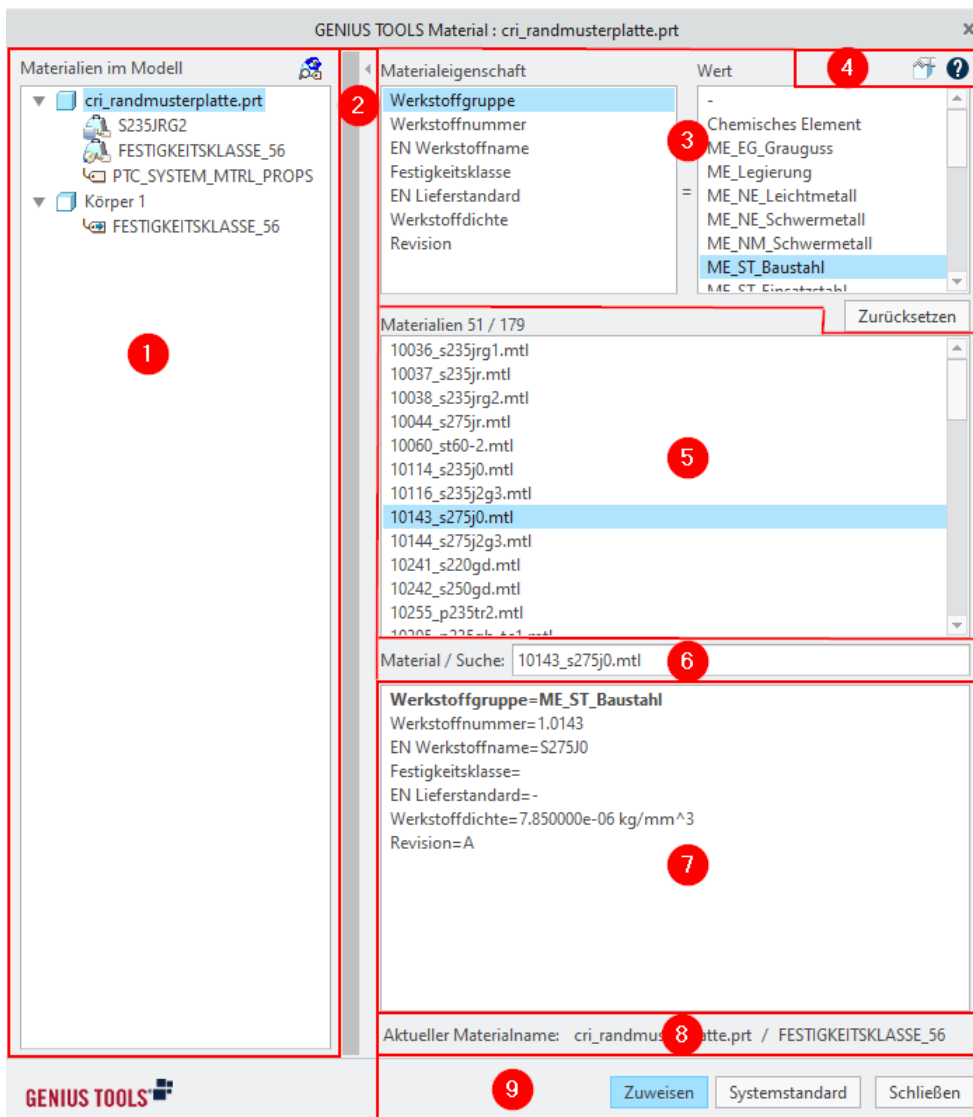 GENIUS TOOLS Material : cri_randmusterplatte.prt
Materialien im Modell
cri_randmusterplatte.prt
S235JRG2
FESTIGKEITSKLASSE_56
PTC_SYSTEM_MTRL_PROPS
Körper 1
FESTIGKEITSKLASSE_56
1
2
Materialeigenschaft
Werkstoffgruppe
Werkstoffnummer
EN Werkstoffname
Festigkeitsklasse
EN Lieferstandard
Werkstoffdichte
Revision
=
3
Wert
4
?
-
Chemisches Element
ME_EG_Grauguss
ME_Legierung
ME_NE_Leichtmetall
ME_NE_Schwermetall
ME_NM_Schwermetall
ME_ST_Baustahl
ME_ST_Einsatzstahl
Zurücksetzen
Materialien 51 / 179
10036_s235jrg1.mtl
10037_s235jr.mtl
10038_s235jrg2.mtl
10044_s275jr.mtl
10060_st60-2.mtl
10114_s235j0.mtl
10116_s235j2g3.mtl
10143_s275j0.mtl
10144_s275j2g3.mtl
10241_s220gd.mtl
10242_s250gd.mtl
10255_p235tr2.mtl
5
Material / Suche: 10143_s275j0.mtl
6
Werkstoffgruppe=ME_ST_Baustahl
Werkstoffnummer=1.0143
EN Werkstoffname=S275J0
Festigkeitsklasse=
EN Lieferstandard=-
Werkstoffdichte=7.850000e-06 kg/mm^3
Revision=A
7
Aktueller Materialname: cri_randmus atte.prt / FESTIGKEITSKLASSE_56
8
GENIUS TOOLS
9
Zuweisen
Systemstandard
Schließen